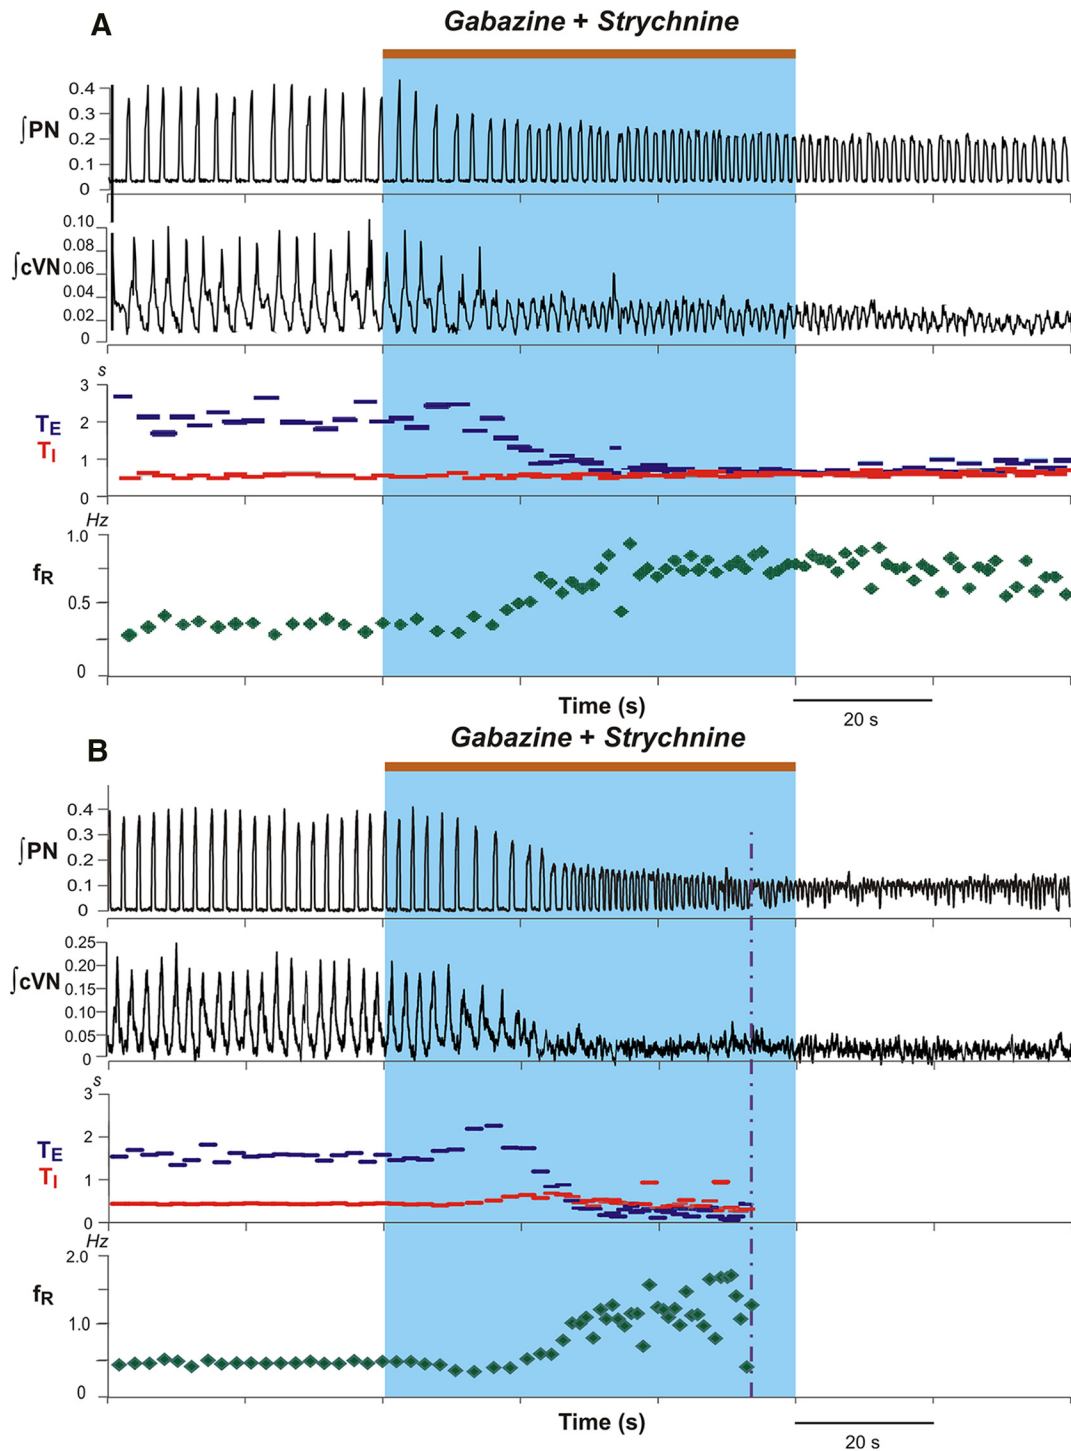 A
Gabazine + Strychnine
∫PN
0.4
0.3
0.2
0.1
0
∫cVN
0.10
0.08
0.06
0.04
0.02
0
s
3
2
1
0
TE
TI
Hz
1.0
0.5
0
fR
Time (s)
20 s
B
Gabazine + Strychnine
∫PN
0.4
0.3
0.2
0.1
0
∫cVN
0.25
0.20
0.15
0.10
0.05
0
s
3
2
1
0
TE
TI
Hz
2.0
1.0
0
fR
Time (s)
20 s